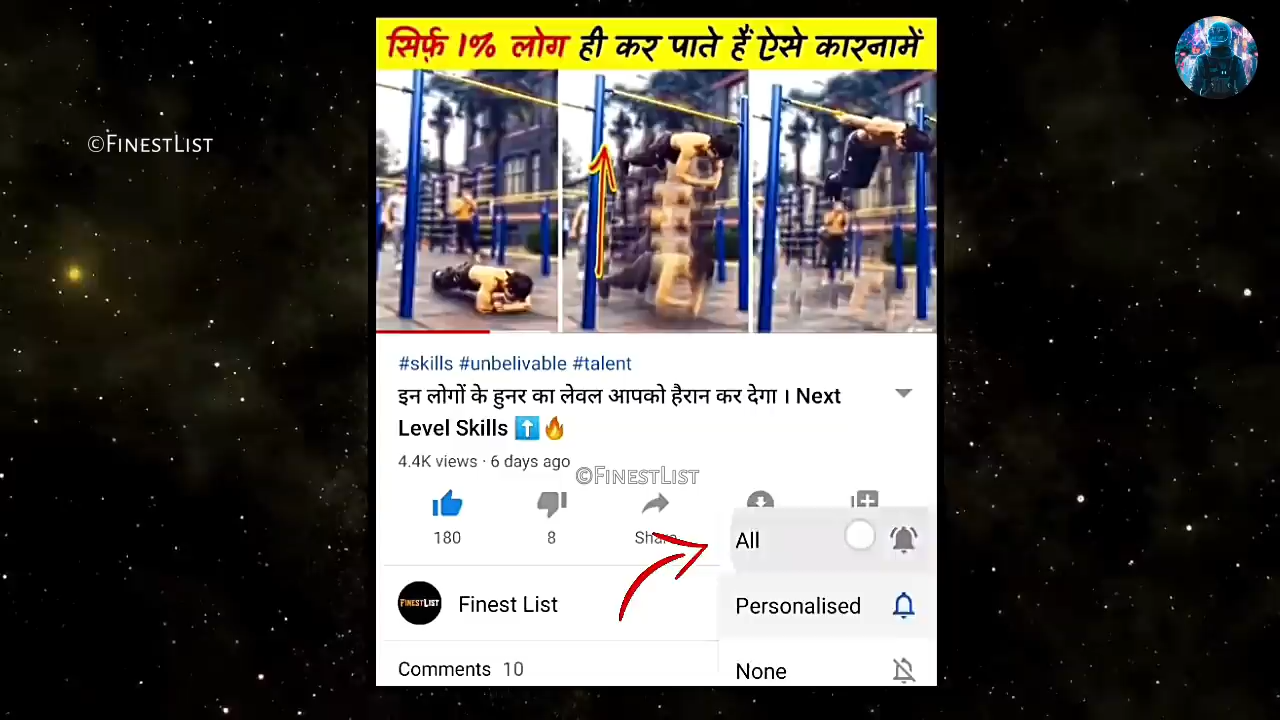 सिर्फ़ 1% लोग ही कर पाते हैं ऐसे कारनामें
©FINESTLIST
#skills #unbelivable #talent
इन लोगों के हुनर का लेवल आपको हैरान कर देगा । Next
Level Skills ⬆️🔥
4.4K views · 6 days ago
©FINESTLIST
180
8
Share
All
FINESTLIST
Finest List
Personalised
Comments 10
None